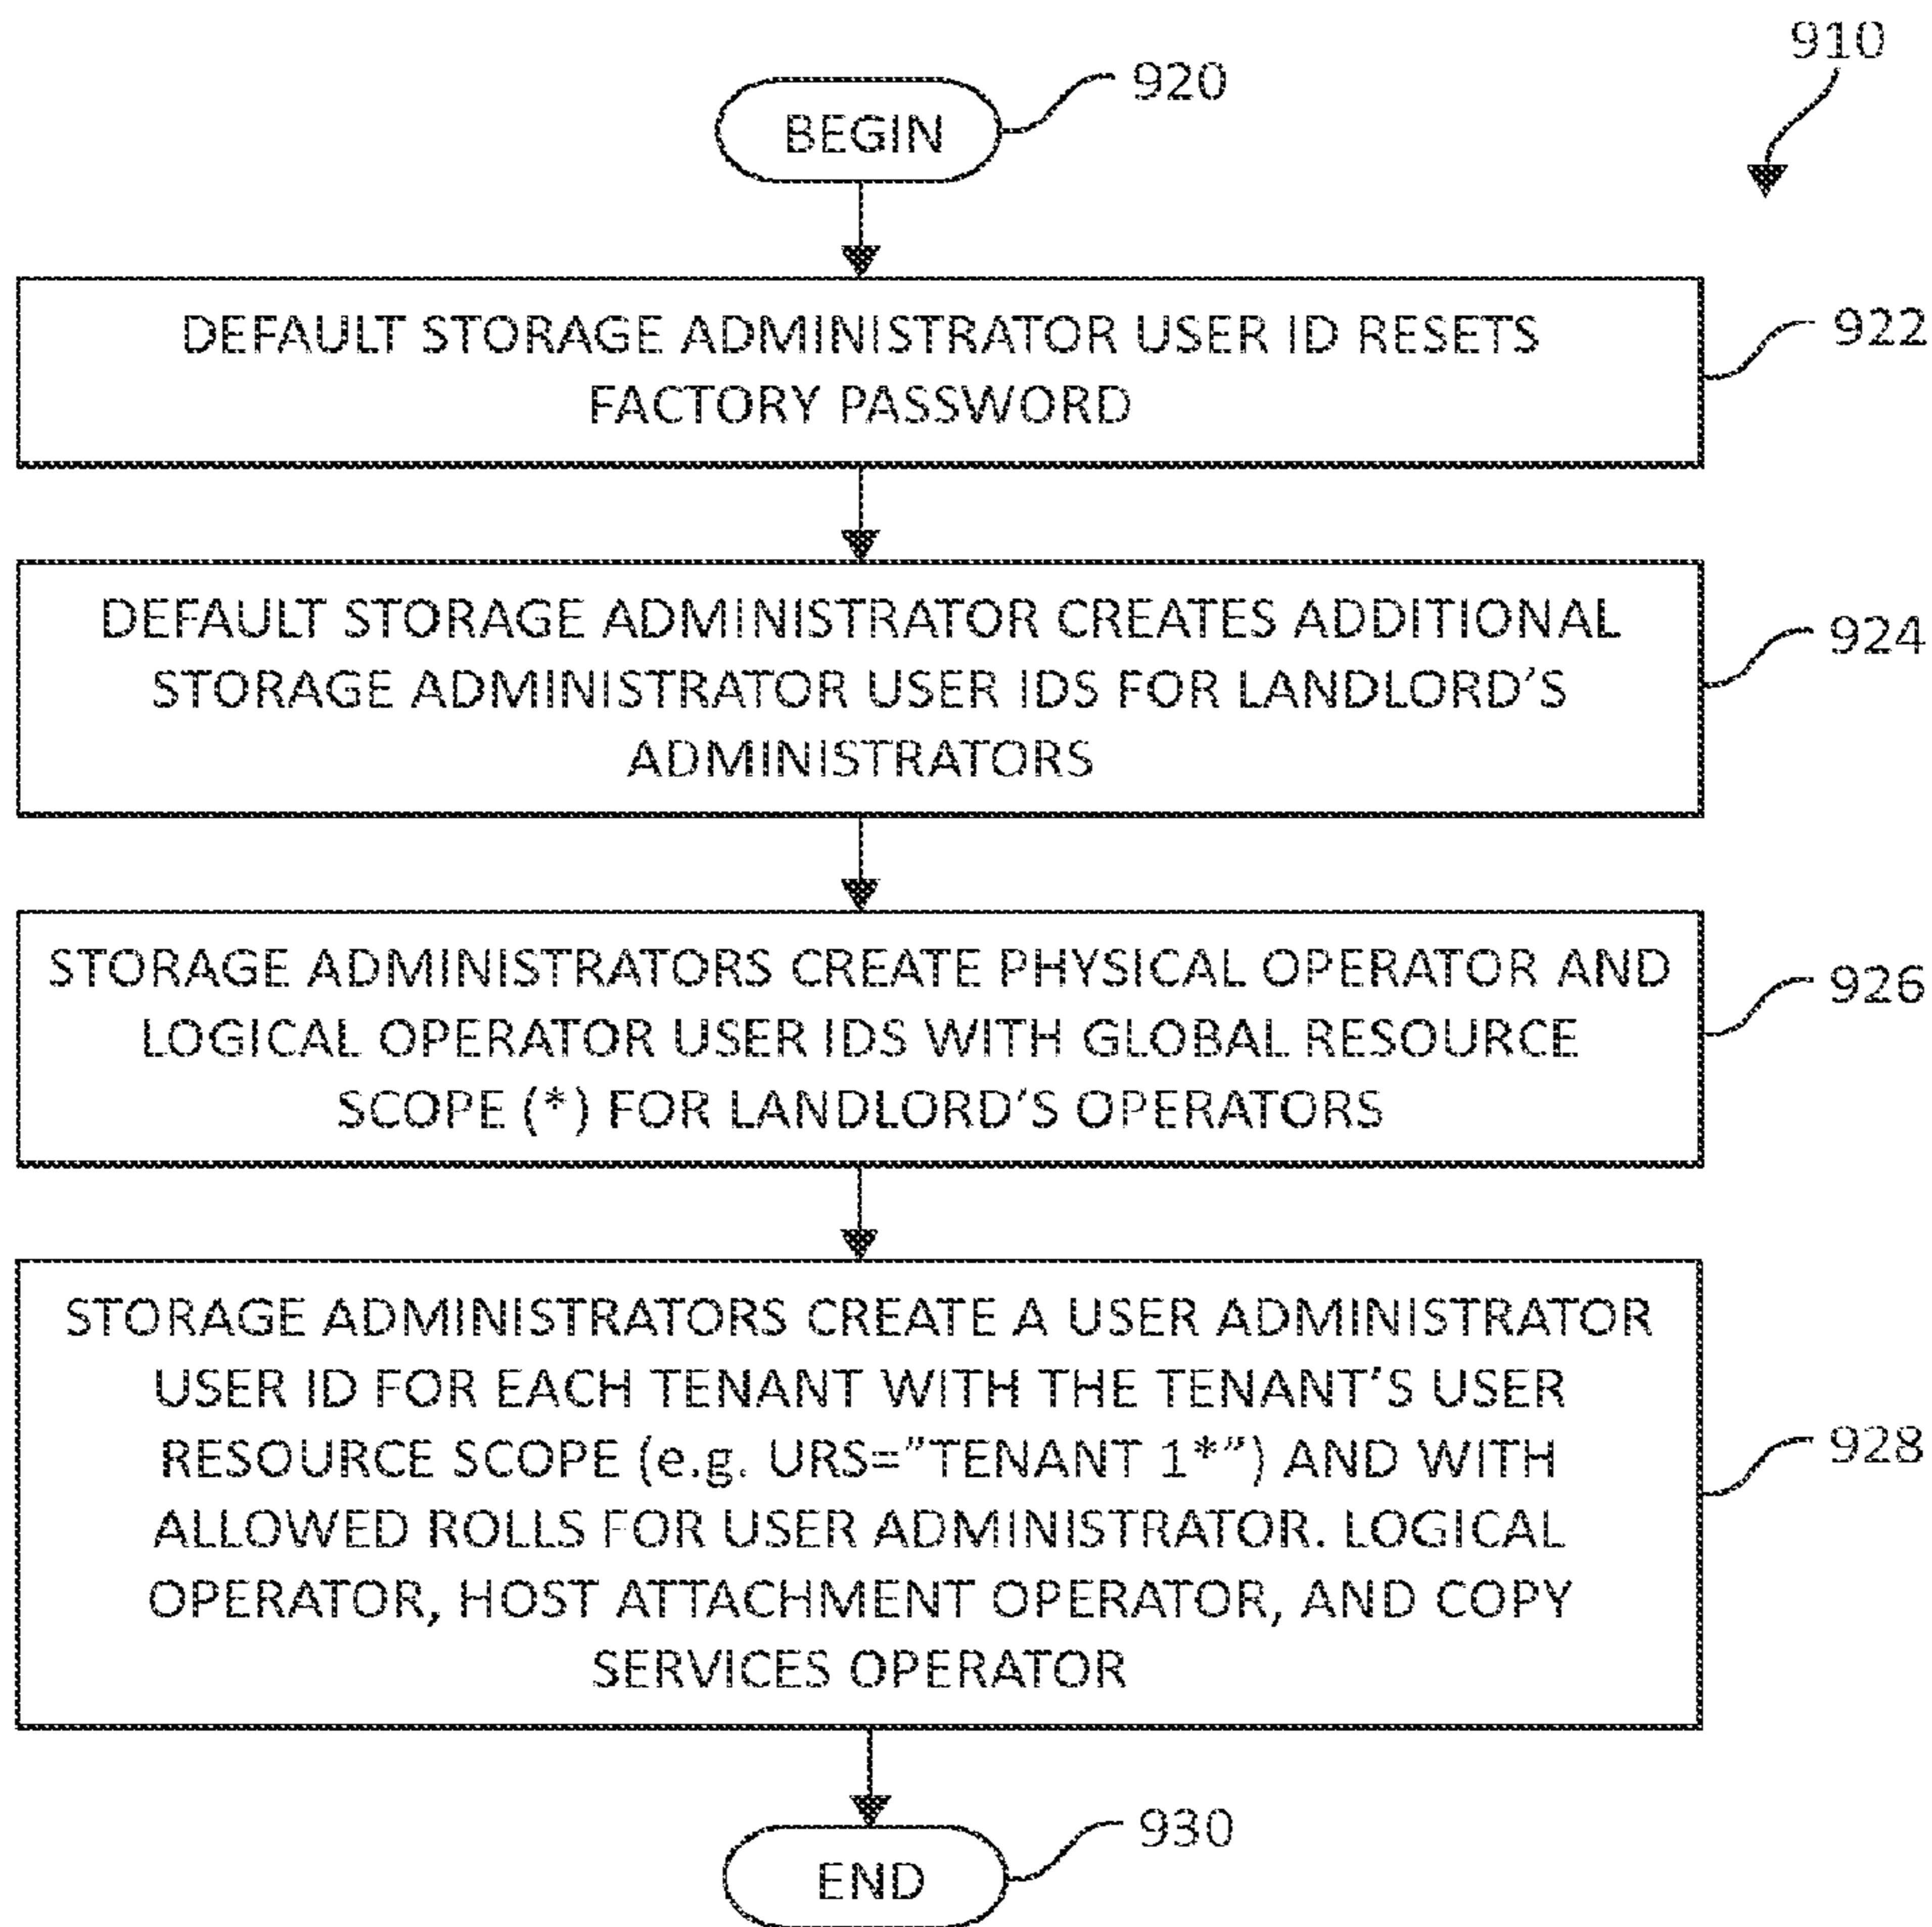 910
BEGIN
920
DEFAULT STORAGE ADMINISTRATOR USER ID RESETS
FACTORY PASSWORD
922
DEFAULT STORAGE ADMINISTRATOR CREATES ADDITIONAL
STORAGE ADMINISTRATOR USER IDS FOR LANDLORD'S
ADMINISTRATORS
924
STORAGE ADMINISTRATORS CREATE PHYSICAL OPERATOR AND
LOGICAL OPERATOR USER IDS WITH GLOBAL RESOURCE
SCOPE (*) FOR LANDLORD'S OPERATORS
926
STORAGE ADMINISTRATORS CREATE A USER ADMINISTRATOR
USER ID FOR EACH TENANT WITH THE TENANT'S USER
RESOURCE SCOPE (e.g. URS=”TENANT 1*”) AND WITH
ALLOWED ROLLS FOR USER ADMINISTRATOR. LOGICAL
OPERATOR, HOST ATTACHMENT OPERATOR, AND COPY
SERVICES OPERATOR
928
END
930